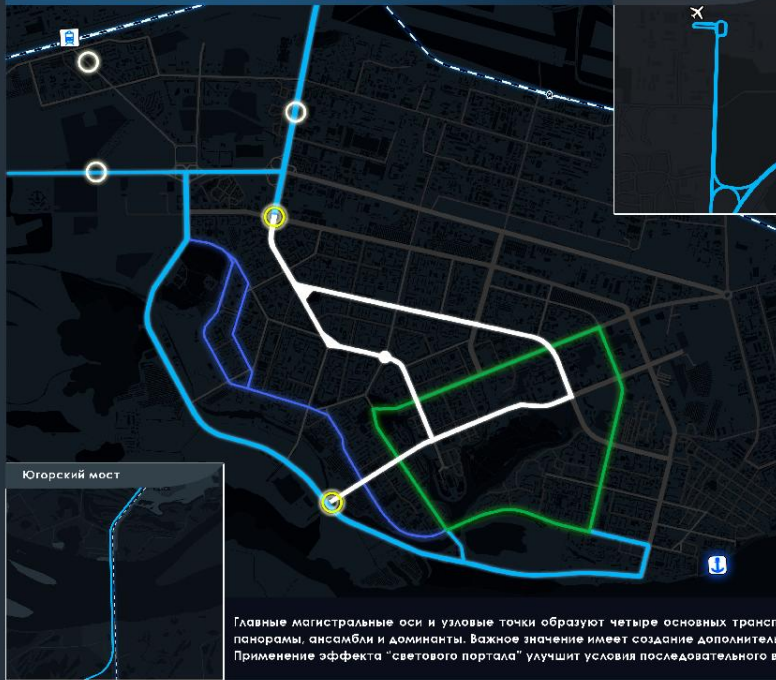 Югорский мост
Главные магистральные оси и узловые точки образуют четыре основных трансп
панорамы, ансамбли и доминанты. Важное значение имеет создание дополнител
Применение эффекта "светового портала" улучшит условия последовательного в